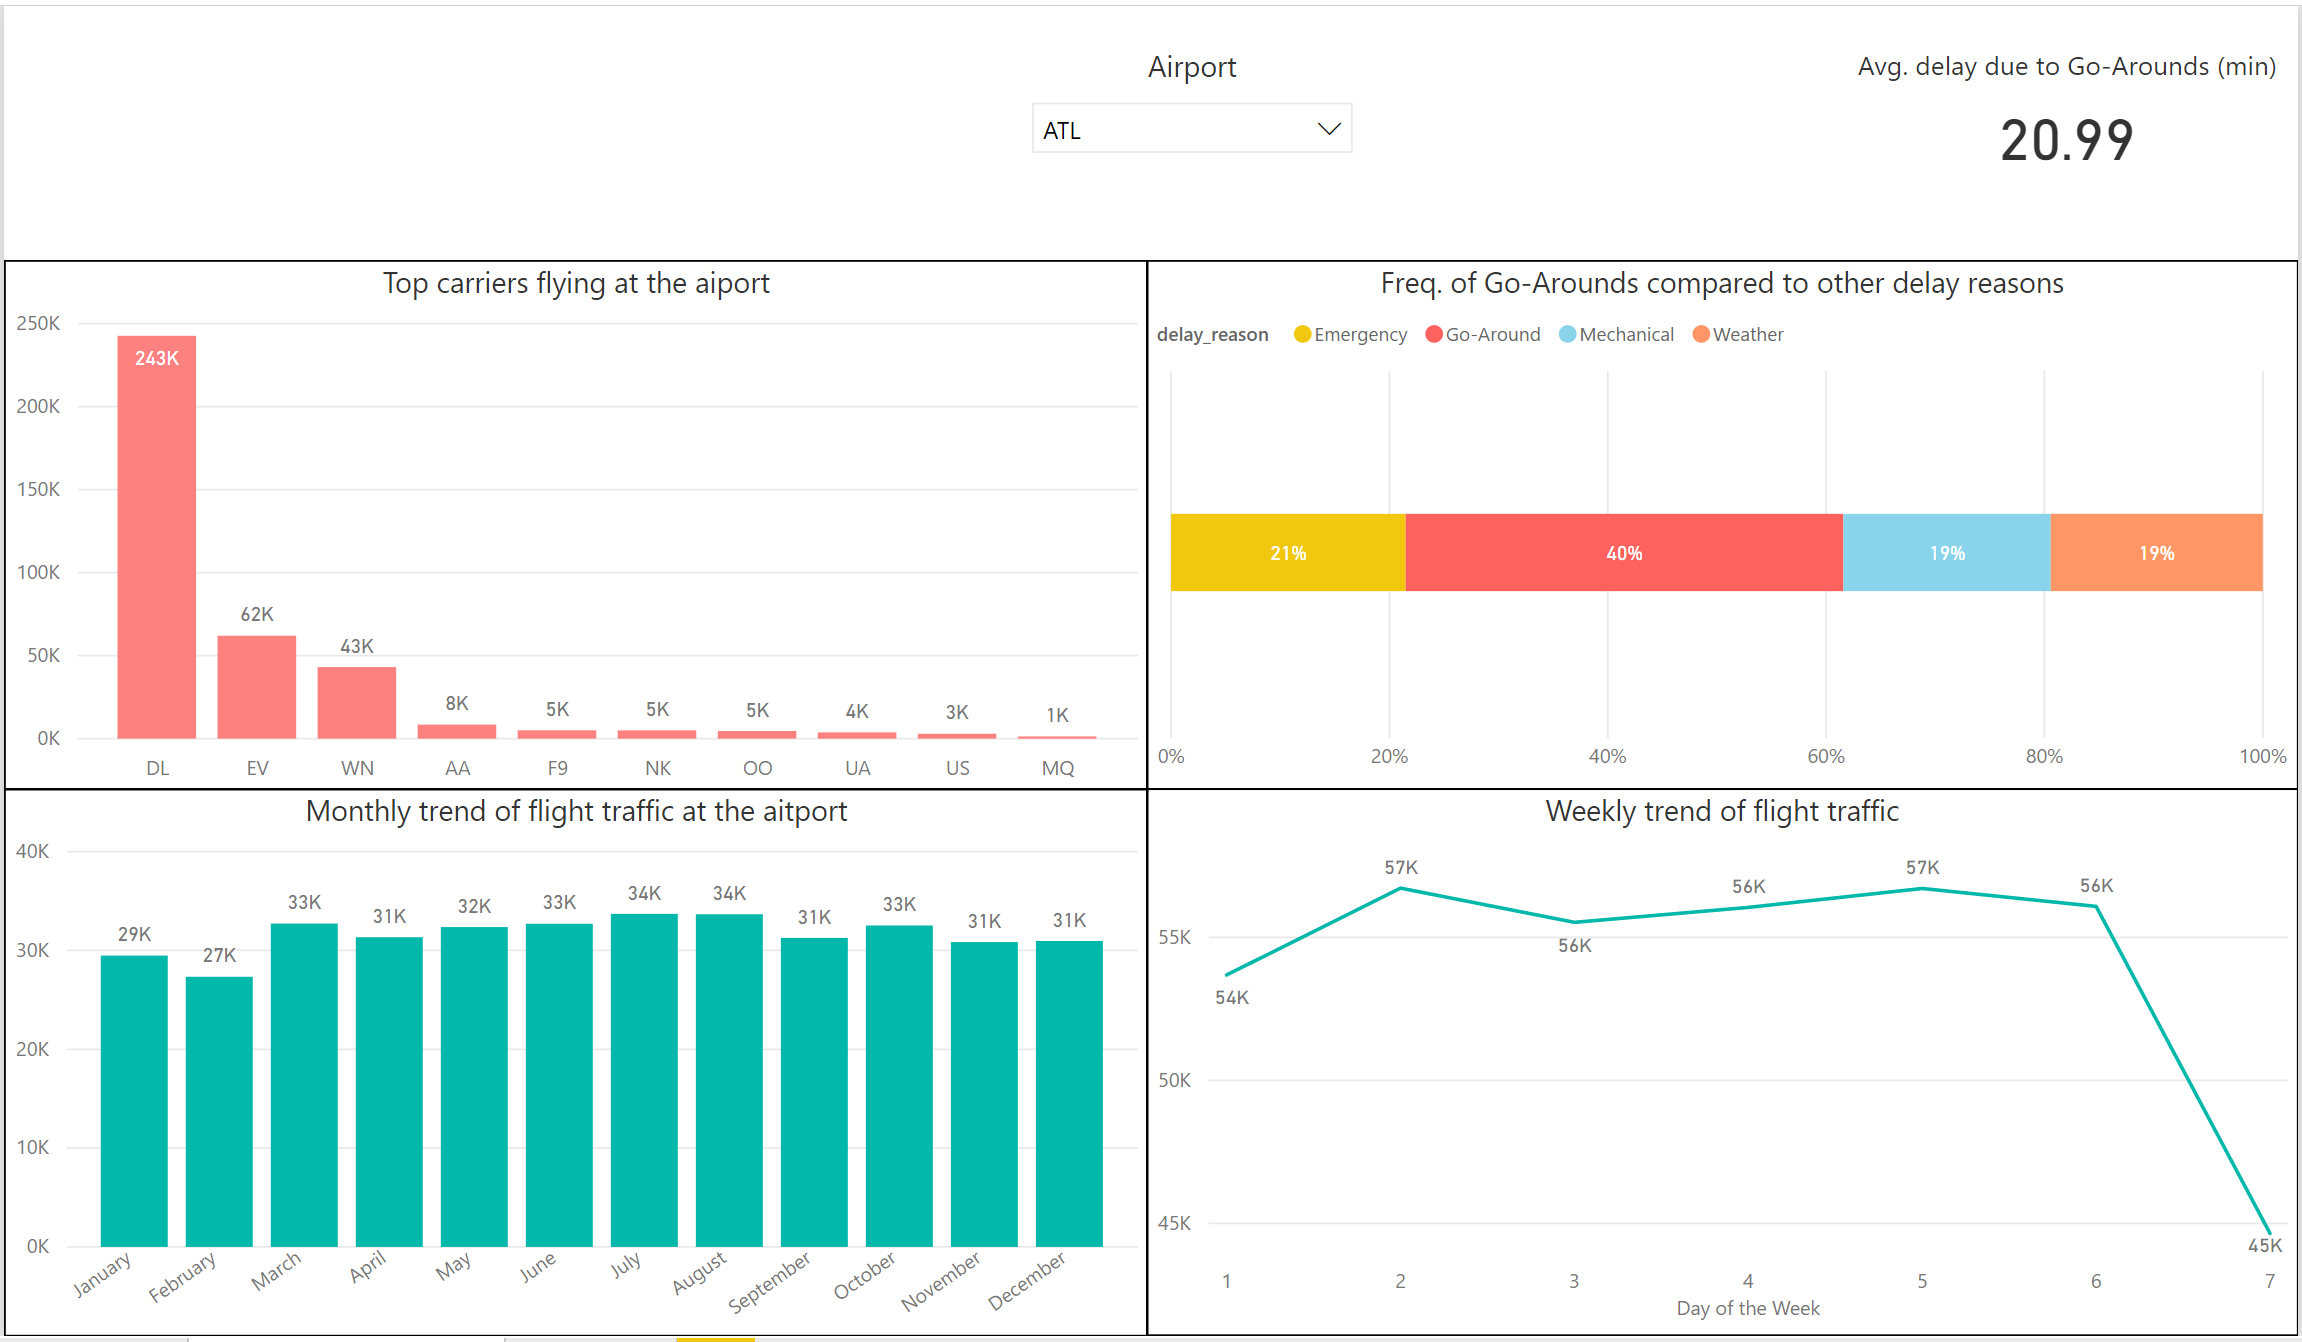 Airport
ATL
Avg. delay due to Go-Arounds (min)
20.99
Top carriers flying at the aiport
250K
200K
150K
100K
50K
0K
243K
62K
43K
8K
5K
5K
5K
4K
3K
1K
DL EV WN AA F9 NK OO UA US MQ
Freq. of Go-Arounds compared to other delay reasons
delay_reason Emergency Go-Around Mechanical Weather
21% 40% 19% 19%
0% 20% 40% 60% 80% 100%
Monthly trend of flight traffic at the aitport
40K
30K
20K
10K
0K
29K
27K
33K
31K
32K
33K
34K
34K
31K
33K
31K
31K
January February March April May June July August September October November December
Weekly trend of flight traffic
55K
50K
45K
54K
57K
56K
56K
57K
56K
45K
1 2 3 4 5 6 7
Day of the Week